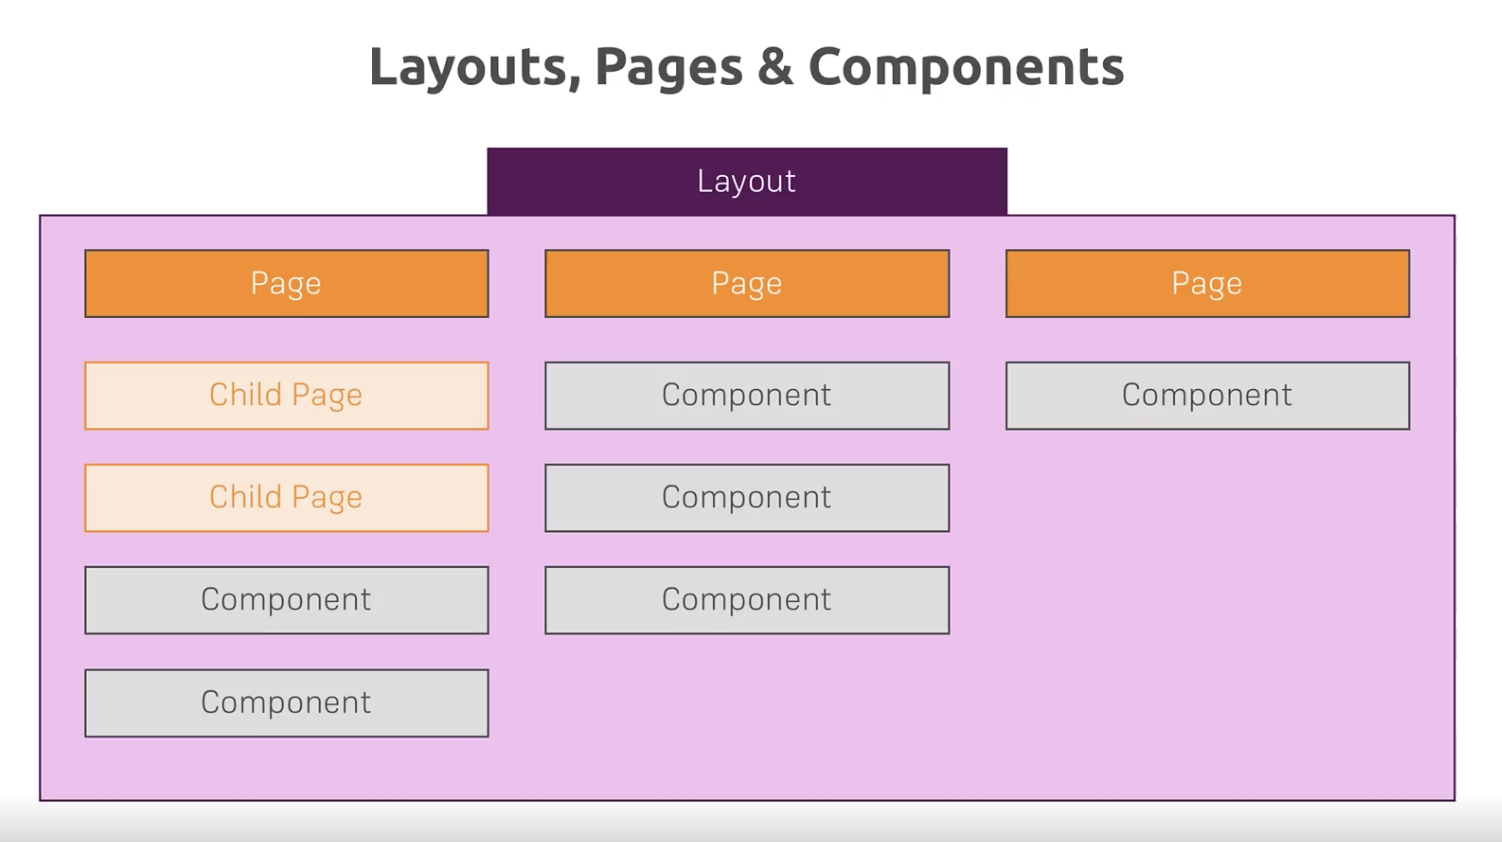 Layouts, Pages & Components
Layout
Page
Page
Page
Child Page
Component
Component
Child Page
Component
Component
Component
Component